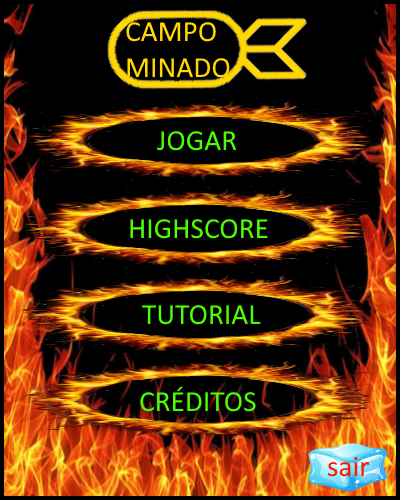 CAMPO
MINADO
JOGAR
HIGHSCORE
TUTORIAL
CRÉDITOS
sair